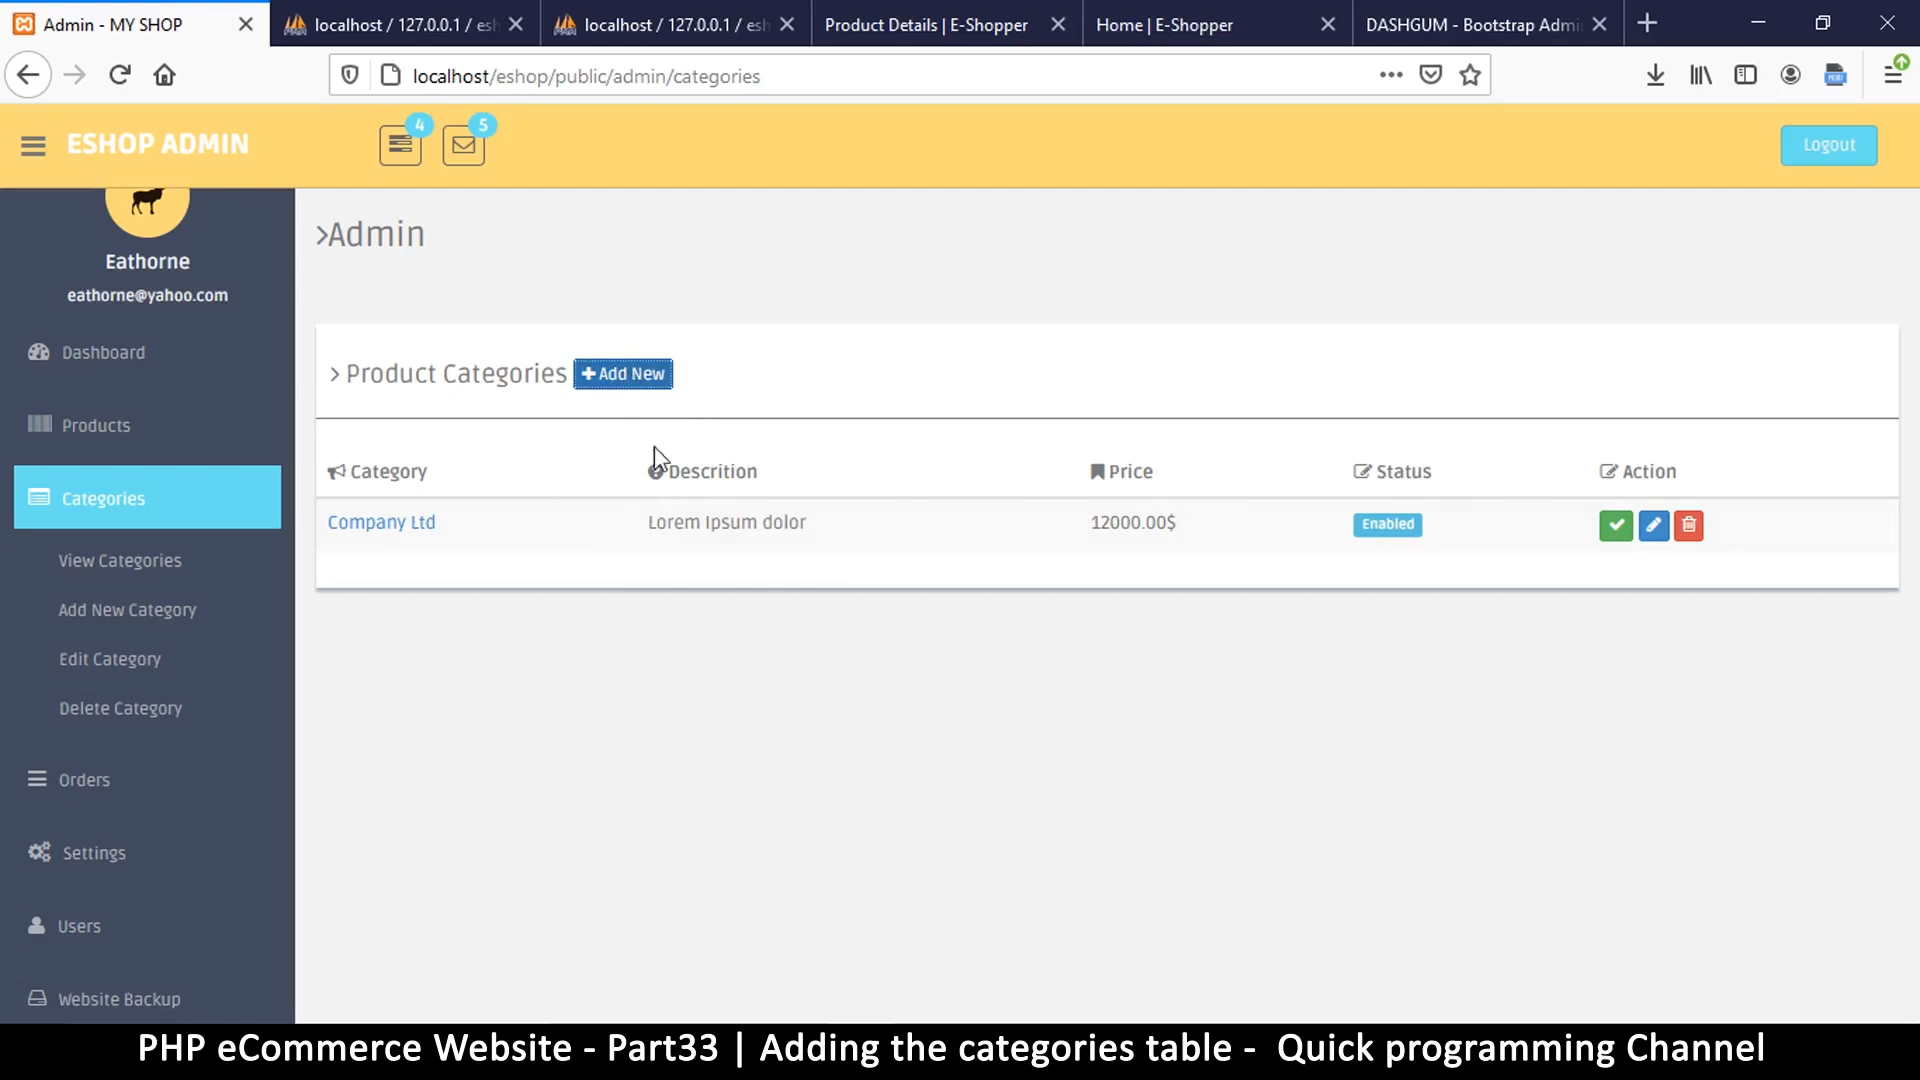 Admin - MY SHOP
localhost / 127.0.0.1 / esh
localhost / 127.0.0.1 / esh
Product Details | E-Shopper
Home | E-Shopper
DASHGUM - Bootstrap Admi
localhost/eshop/public/admin/categories
ESHOP ADMIN
4
5
Logout
Eathorne
eathorne@yahoo.com
Dashboard
Products
Categories
View Categories
Add New Category
Edit Category
Delete Category
Orders
Settings
Users
Website Backup
>Admin
> Product Categories
+ Add New
Category Descrition Price Status Action
Company Ltd Lorem Ipsum dolor 12000.00$ Enabled
PHP eCommerce Website - Part33 | Adding the categories table - Quick programming Channel